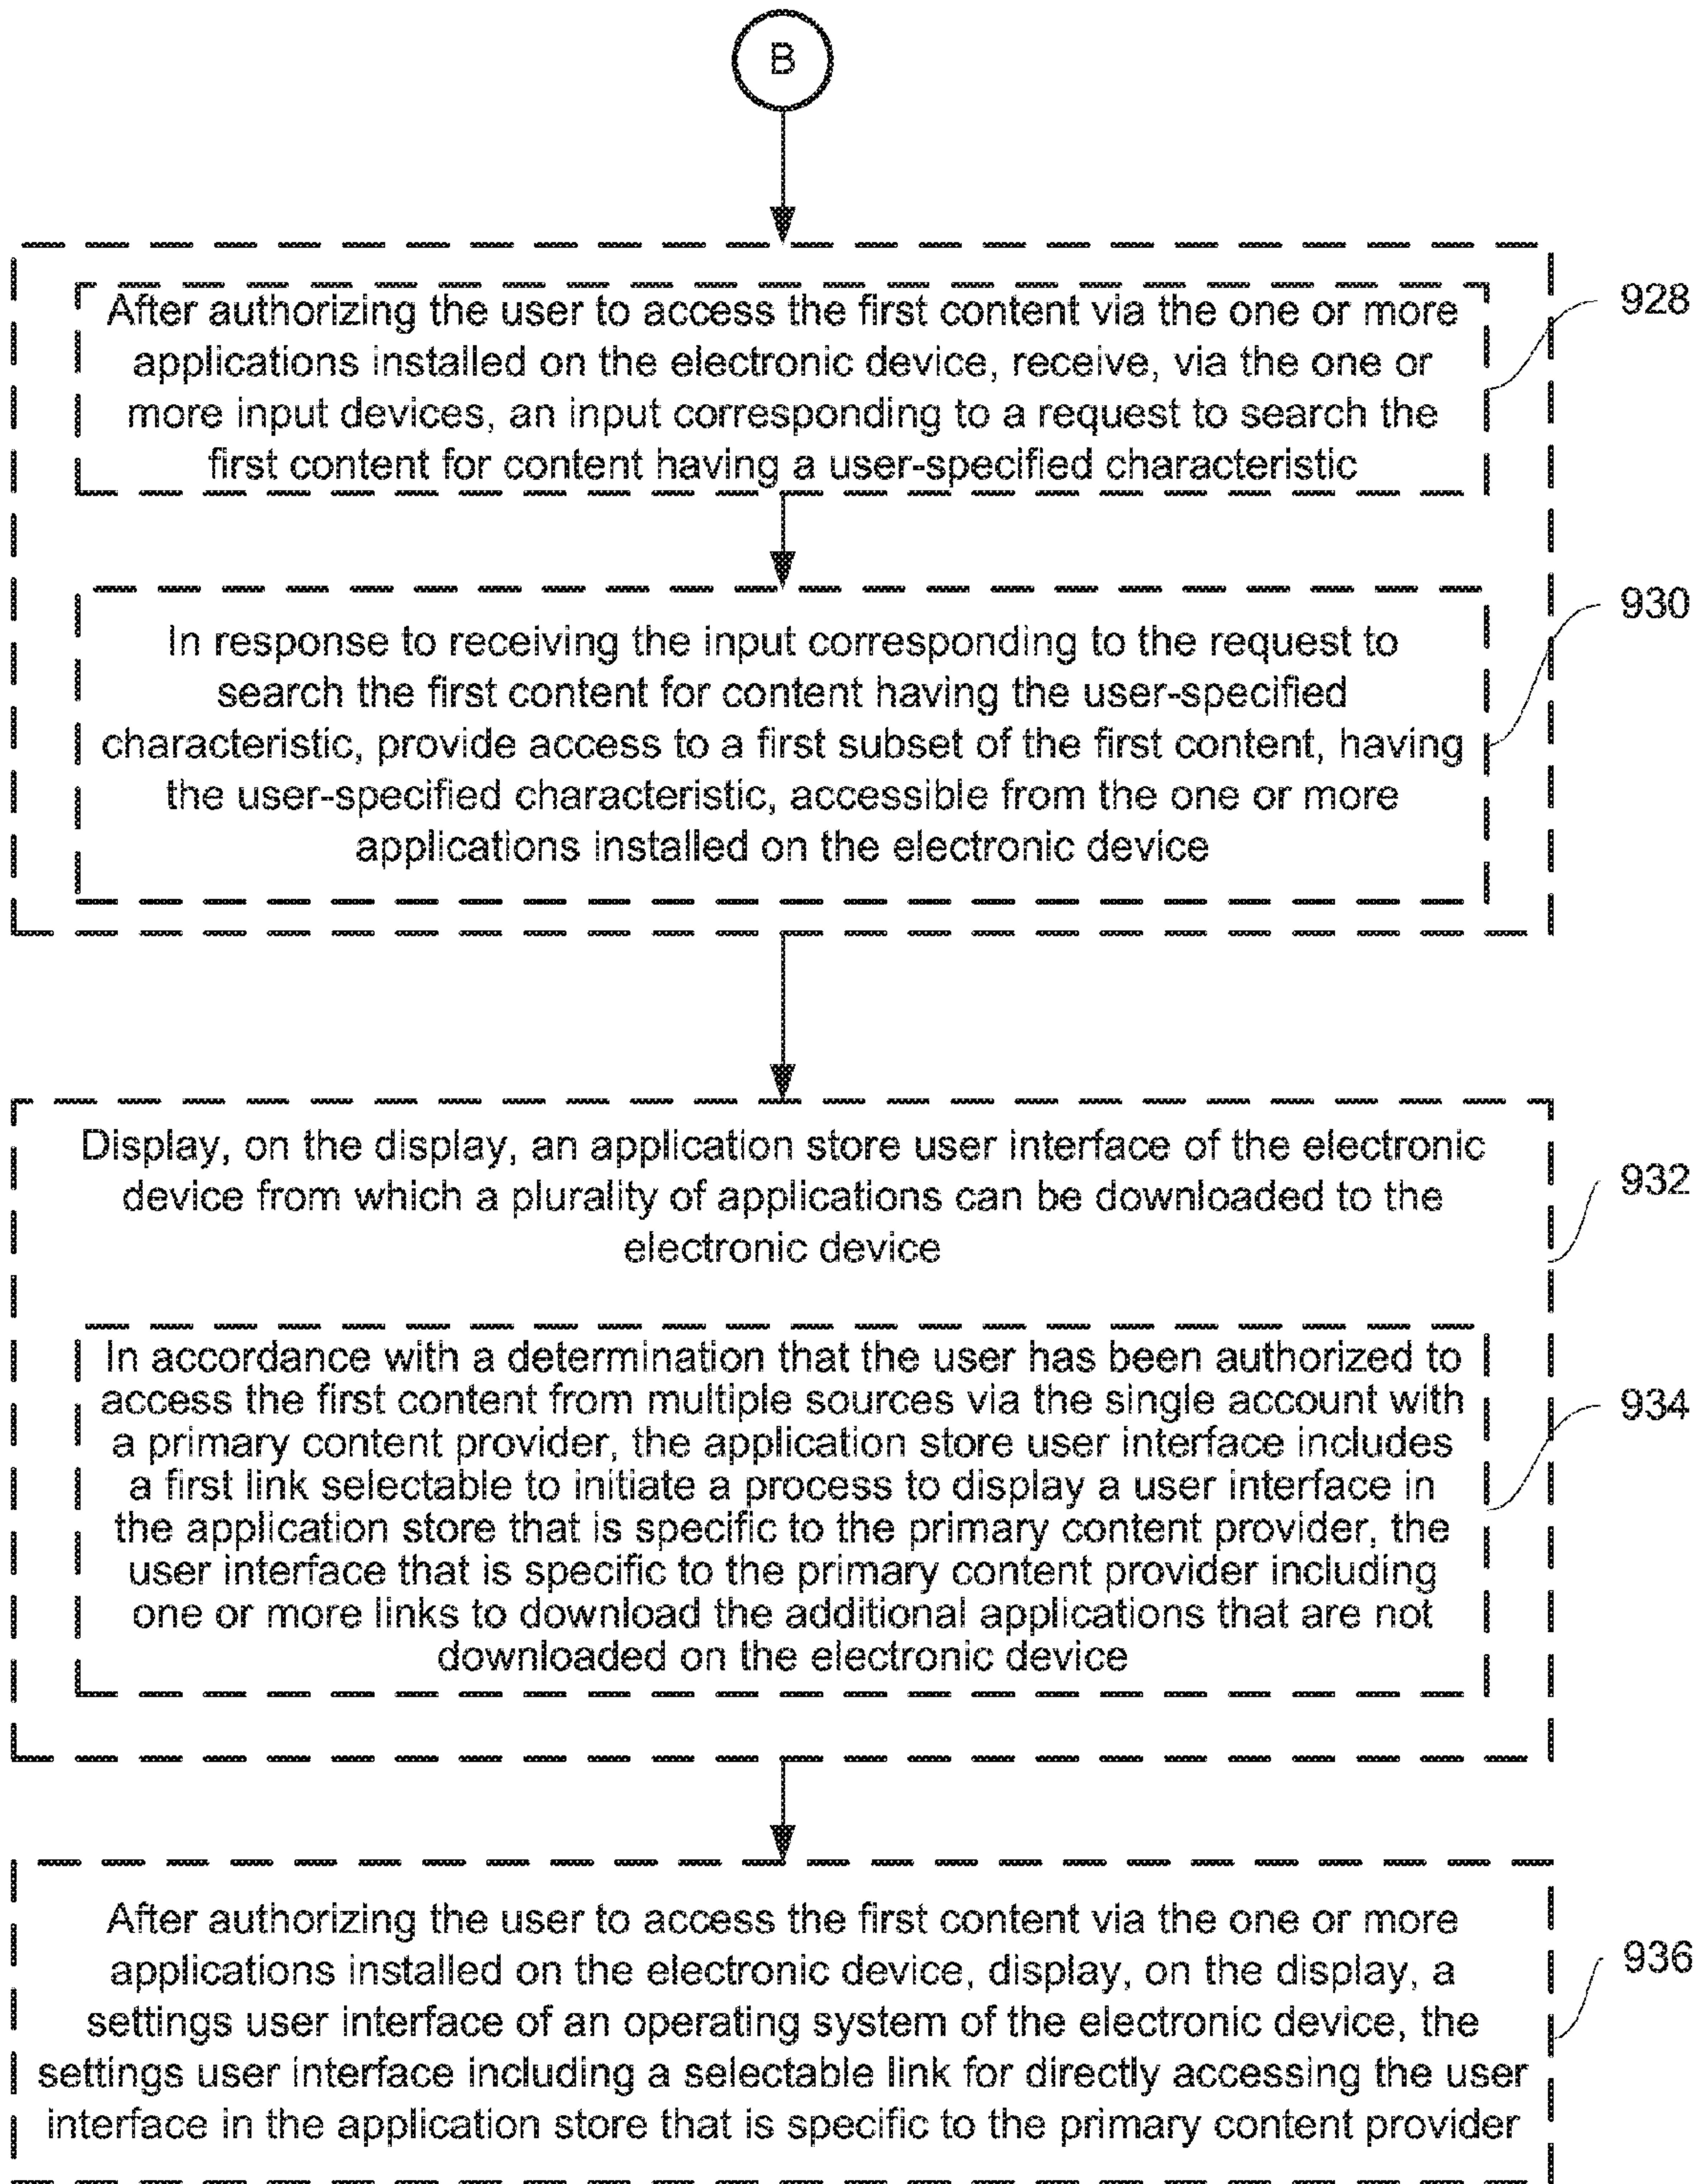 B
After authorizing the user to access the first content via the one or more
applications installed on the electronic device, receive, via the one or
more input devices, an input corresponding to a request to search the
first content for content having a user-specified characteristic
928
In response to receiving the input corresponding to the request to
search the first content for content having the user-specified
characteristic, provide access to a first subset of the first content, having
the user-specified characteristic, accessible from the one or more
applications installed on the electronic device
930
Display, on the display, an application store user interface of the electronic
device from which a plurality of applications can be downloaded to the
electronic device
932
In accordance with a determination that the user has been authorized to
access the first content from multiple sources via the single account with
a primary content provider, the application store user interface includes
a first link selectable to initiate a process to display a user interface in
the application store that is specific to the primary content provider, the
user interface that is specific to the primary content provider including
one or more links to download the additional applications that are not
downloaded on the electronic device
934
After authorizing the user to access the first content via the one or more
applications installed on the electronic device, display, on the display, a
settings user interface of an operating system of the electronic device, the
settings user interface including a selectable link for directly accessing the user
interface in the application store that is specific to the primary content provider
936